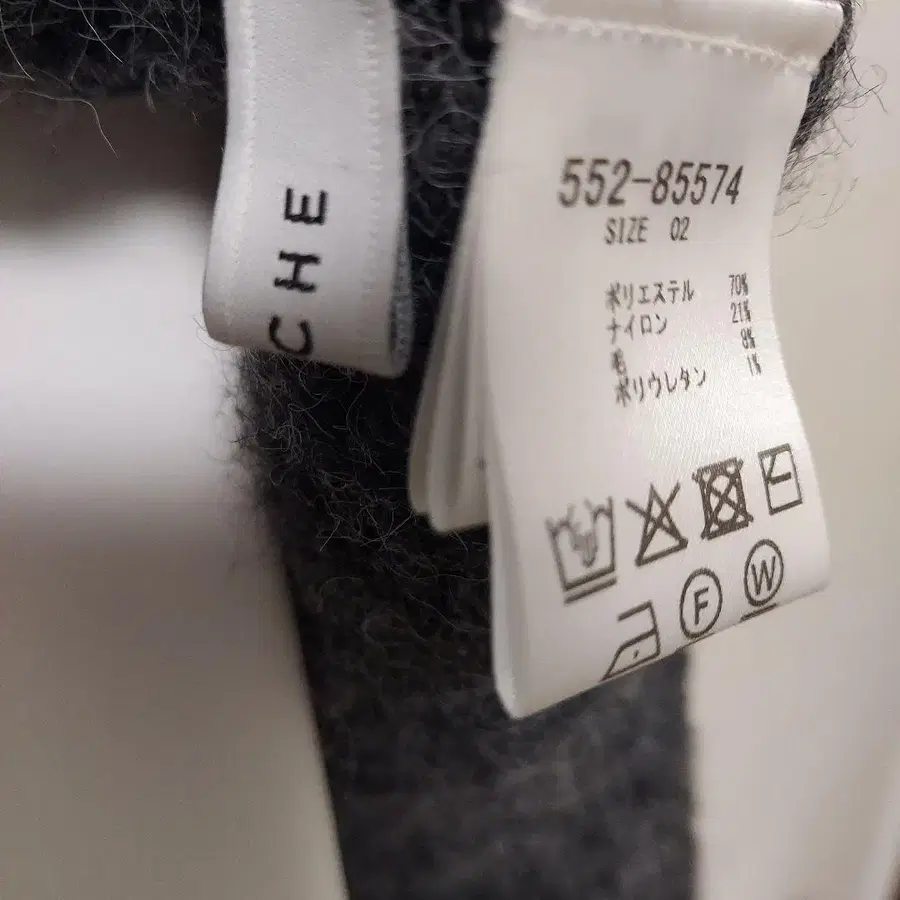 CHE
552-85574
SIZE 02
ポリエステル 70%
ナイロン 21%
毛 8%
ポリウレタン 1%
F W